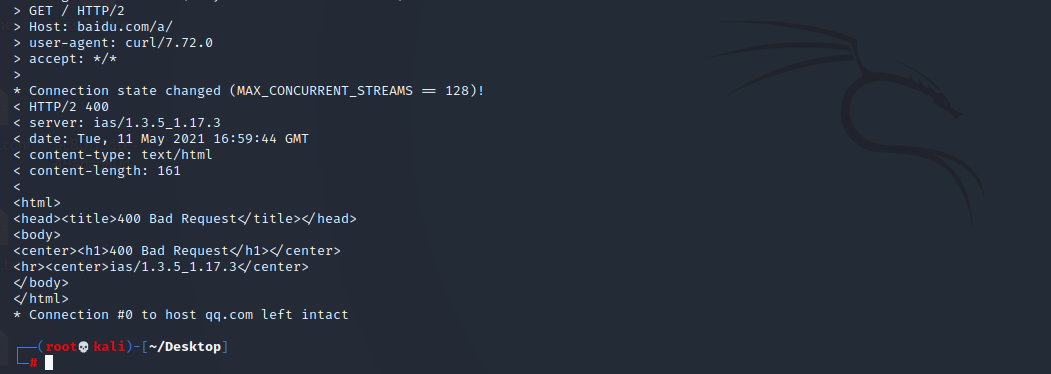 > GET / HTTP/2
> Host: baidu.com/a/
> user-agent: curl/7.72.0
> accept: */*
>
* Connection state changed (MAX_CONCURRENT_STREAMS == 128)!
< HTTP/2 400
< server: ias/1.3.5_1.17.3
< date: Tue, 11 May 2021 16:59:44 GMT
< content-type: text/html
< content-length: 161
<
<html>
<head><title>400 Bad Request</title></head>
<body>
<center><h1>400 Bad Request</h1></center>
<hr><center>ias/1.3.5_1.17.3</center>
</body>
</html>
* Connection #0 to host qq.com left intact
┌──(root💀kali)-[~/Desktop]
└─#